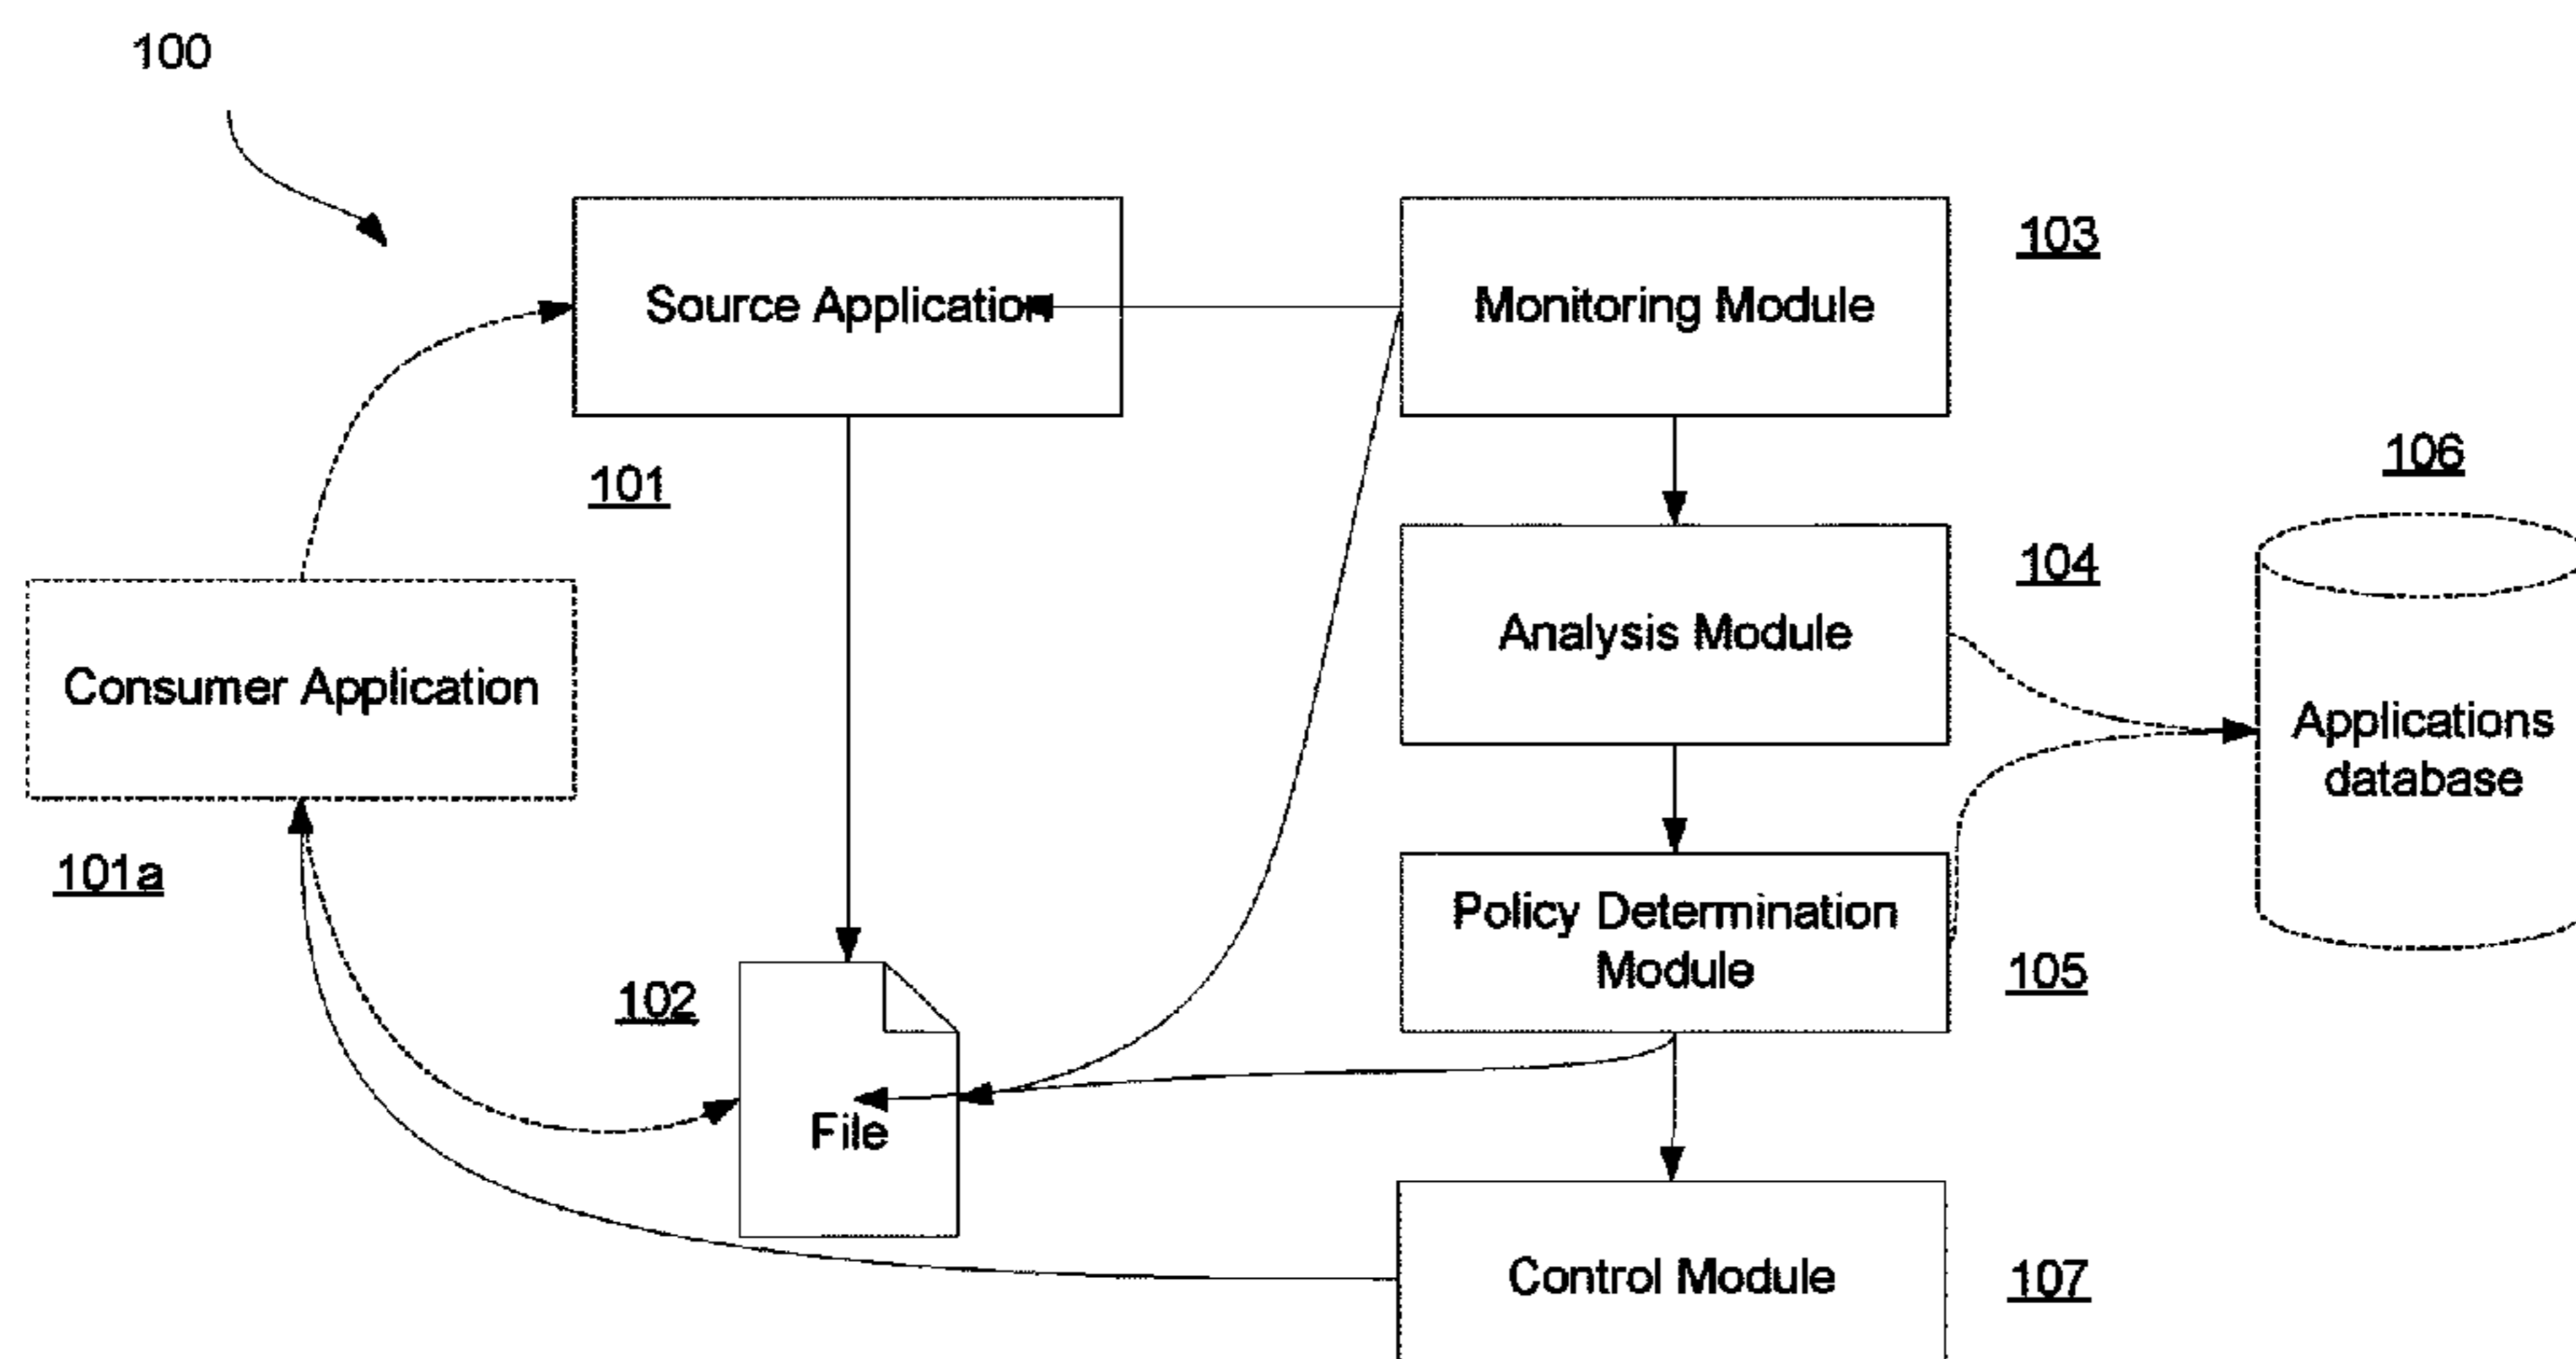 100
Source Application
101
Monitoring Module
103
Analysis Module
104
106
Applications
database
Consumer Application
101a
Policy Determination
Module
105
102
File
Control Module
107